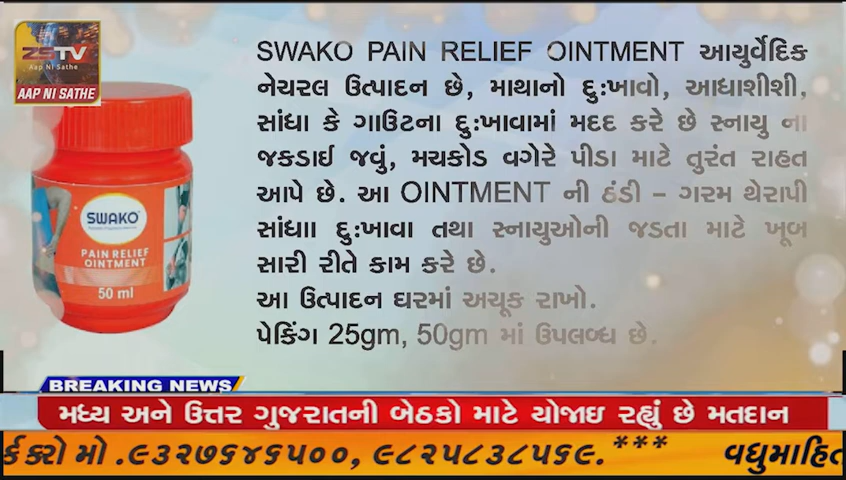 ZSTV
Aap Ni Sathe
AAP NI SATHE
SWAKO PAIN RELIEF OINTMENT આયુર્વેદિક
નેચરલ ઉત્પાદન છે, માથાનો દુઃખાવો, આધાશીશી,
સાંધા કે ગાઉટના દુઃખાવામાં મદદ કરે છે સ્નાયુ ના
જકડાઈ જવું, મચકોડ વગેરે પીડા માટે તુરંત રાહત
આપે છે. આ OINTMENT ની ઠંડી – ગરમ થેરાપી
સાંધાા દુઃખાવા તથા સ્નાયુઓની જડતા માટે ખૂબ
સારી રીતે કામ કરે છે.
આ ઉત્પાદન ઘરમાં અચૂક રાખો.
પેકિંગ 25gm, 50gm માં ઉપલબ્ધ છે.
SWAKO
PAIN RELIEF
OINTMENT
50 ml
BREAKING NEWS
મધ્ય અને ઉત્તર ગુજરાતની બેઠકો માટે યોજાઇ રહ્યું છે મતદાન
ર્ક કરો મો .૯૩૨૭૬૪૬૫૦૦, ૯૮૨૫૮૩૮૫૬૯.*** વધુમાહિત